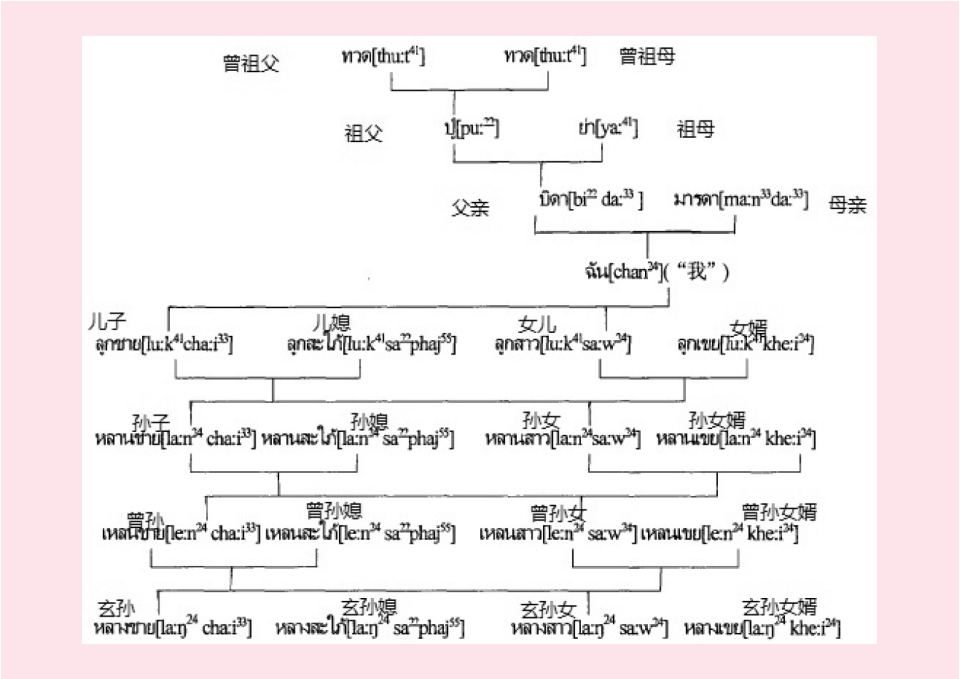 曾祖父 ทวด[thu:t⁴¹] ทวด[thu:t⁴¹] 曾祖母
祖父 ปู่[pu:²²] ย่า[ya:⁴¹] 祖母
父亲 บิดา[bi²² da:³³ ] มารดา[ma:n³³da:³³] 母亲
ฉัน[chan²⁴](“我”)
儿子 儿媳 女儿 女婿
ลูกชาย[lu:k⁴¹cha:i³³] ลูกสะใภ้[lu:k⁴¹sa²²phaj⁵⁵] ลูกสาว[lu:k⁴¹sa:w²⁴] ลูกเขย[lu:k⁴¹khe:i²⁴]
孙子 孙媳 孙女 孙女婿
หลานชาย[la:n²⁴ cha:i³³] หลานสะใภ้[la:n²⁴ sa²²phaj⁵⁵] หลานสาว[la:n²⁴sa:w²⁴] หลานเขย[la:n²⁴ khe:i²⁴]
曾孙 曾孙媳 曾孙女 曾孙女婿
เหลนชาย[le:n²⁴ cha:i³³] เหลนสะใภ้[le:n²⁴ sa²²phaj⁵⁵] เหลนสาว[le:n²⁴ sa:w²⁴] เหลนเขย[le:n²⁴ khe:i²⁴]
玄孙 玄孙媳 玄孙女 玄孙女婿
หลางชาย[la:ŋ²⁴ cha:i³³] หลางสะใภ้[la:ŋ²⁴ sa²²phaj⁵⁵] หลางสาว[la:ŋ²⁴ sa:w²⁴] หลางเขย[la:ŋ²⁴ khe:i²⁴]